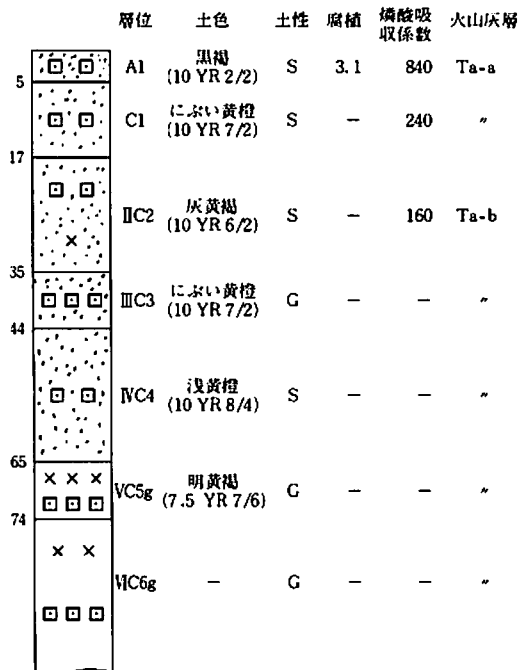 層位 土色 土性 腐植 燐酸吸収係数 火山灰層
A1 黒褐 (10 YR 2/2) S 3.1 840 Ta-a
5
C1 にぶい黄橙 (10 YR 7/2) S — 240 〃
17
ⅡC2 灰黄褐 (10 YR 6/2) S — 160 Ta-b
35
ⅢC3 にぶい黄橙 (10 YR 7/2) G — — 〃
44
ⅣC4 浅黄橙 (10 YR 8/4) S — — 〃
65
ⅤC5g 明黄褐 (7.5 YR 7/6) G — — 〃
74
ⅥC6g — G — — 〃